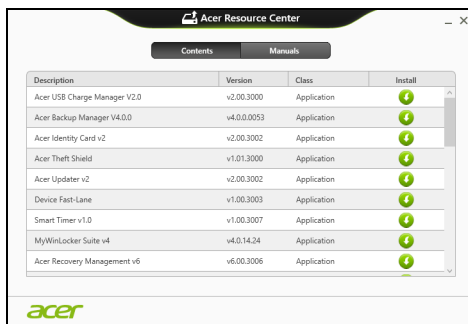 Acer Resource Center
Contents Manuals
Description Version Class Install
Acer USB Charge Manager V2.0 v2.00.3000 Application
Acer Backup Manager V4.0.0 v4.0.0.0053 Application
Acer Identity Card v2 v2.00.3002 Application
Acer Theft Shield v1.01.3000 Application
Acer Updater v2 v2.00.3002 Application
Device Fast-Lane v1.00.3003 Application
Smart Timer v1.0 v1.00.3007 Application
MyWinLocker Suite v4 v4.0.14.24 Application
Acer Recovery Management v6 v6.00.3006 Application
acer